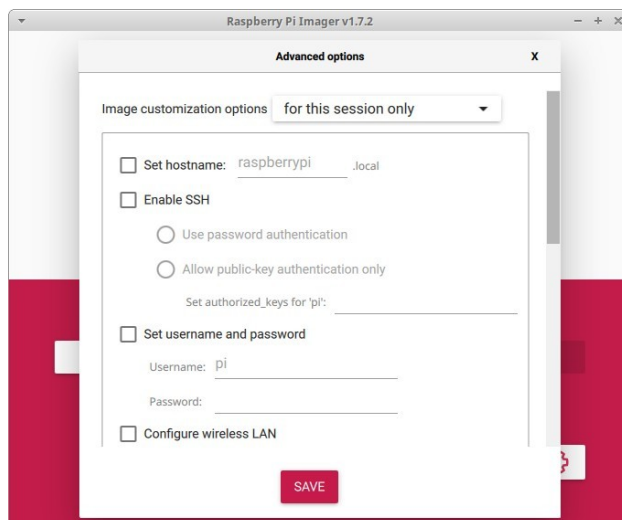 Raspberry Pi Imager v1.7.2
Advanced options X
Image customization options for this session only
Set hostname: raspberrypi .local
Enable SSH
Use password authentication
Allow public-key authentication only
Set authorized_keys for 'pi':
Set username and password
Username: pi
Password:
Configure wireless LAN
SAVE